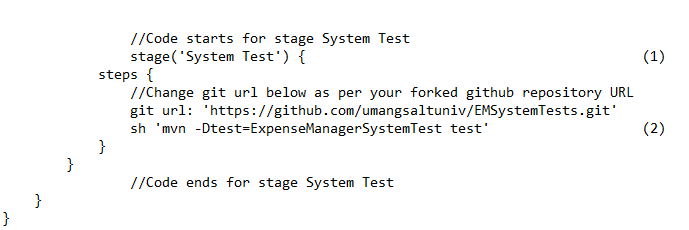 //Code starts for stage System Test
stage('System Test') { (1)
steps {
//Change git url below as per your forked github repository URL
git url: 'https://github.com/umangsaltuniv/EMSystemTests.git'
sh 'mvn -Dtest=ExpenseManagerSystemTest test' (2)
}
}
//Code ends for stage System Test
}
}